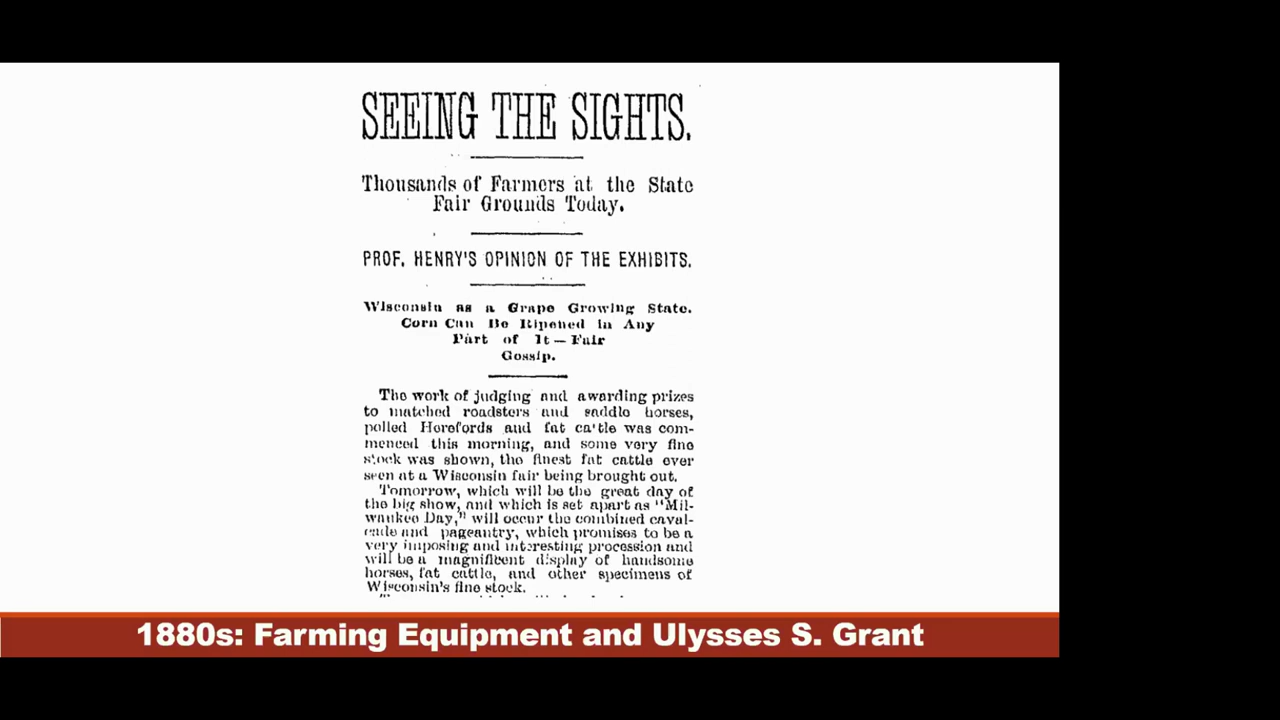 SEEING THE SIGHTS.
Thousands of Farmers at the State
Fair Grounds Today.
PROF. HENRY'S OPINION OF THE EXHIBITS.
Wisconsin as a Grape Growing State.
Corn Can Be Ripened in Any
Part of It — Fair
Gossip.
The work of judging and awarding prizes
to matched roadsters and saddle horses,
polled Herefords and fat cattle was com-
menced this morning, and some very fine
stock was shown, the finest fat cattle ever
seen at a Wisconsin fair being brought out.
Tomorrow, which will be the great day of
the big show, and which is set apart as "Mil-
waukee Day," will occur the combined caval-
cade and pageantry, which promises to be a
very imposing and interesting procession and
will be a magnificent display of handsome
horses, fat cattle, and other specimens of
Wisconsin's fine stock.
1880s: Farming Equipment and Ulysses S. Grant